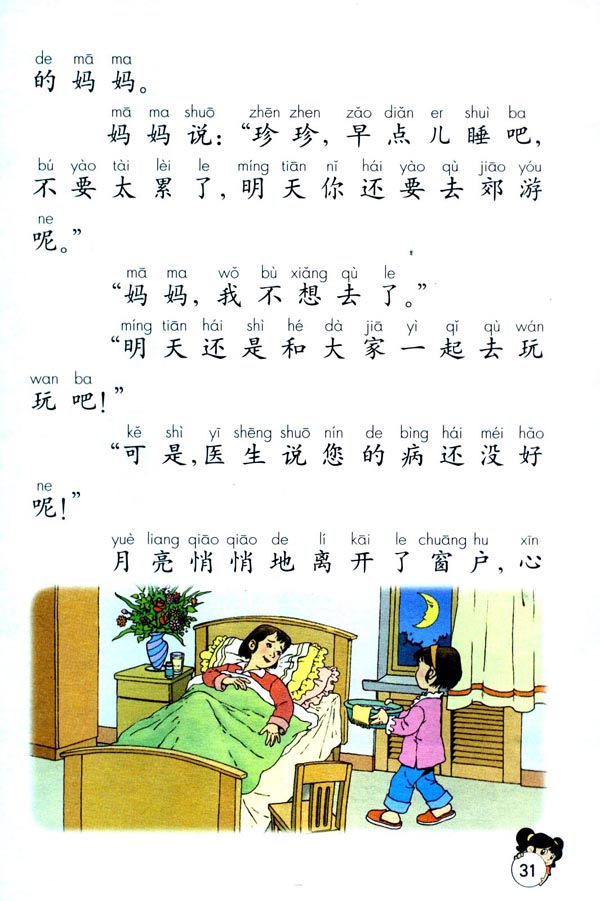 de mā ma
的妈妈。
mā ma shuō zhēn zhen zǎo diǎn er shuì ba
妈妈说：“珍珍，早点儿睡吧，
bú yào tài lèi le míng tiān nǐ hái yào qù jiāo yóu
不要太累了，明天你还要去郊游
ne
呢。”
mā ma wǒ bù xiǎng qù le
“妈妈，我不想去了。”
míng tiān hái shì hé dà jiā yì qǐ qù wán
“明天还是和大家一起去玩
wan ba
玩吧！”
kě shì yī shēng shuō nín de bìng hái méi hǎo
“可是，医生说您的病还没好
ne
呢！”
yuè liang qiāo qiāo de lí kāi le chuāng hu xīn
月亮悄悄地离开了窗户，心
31